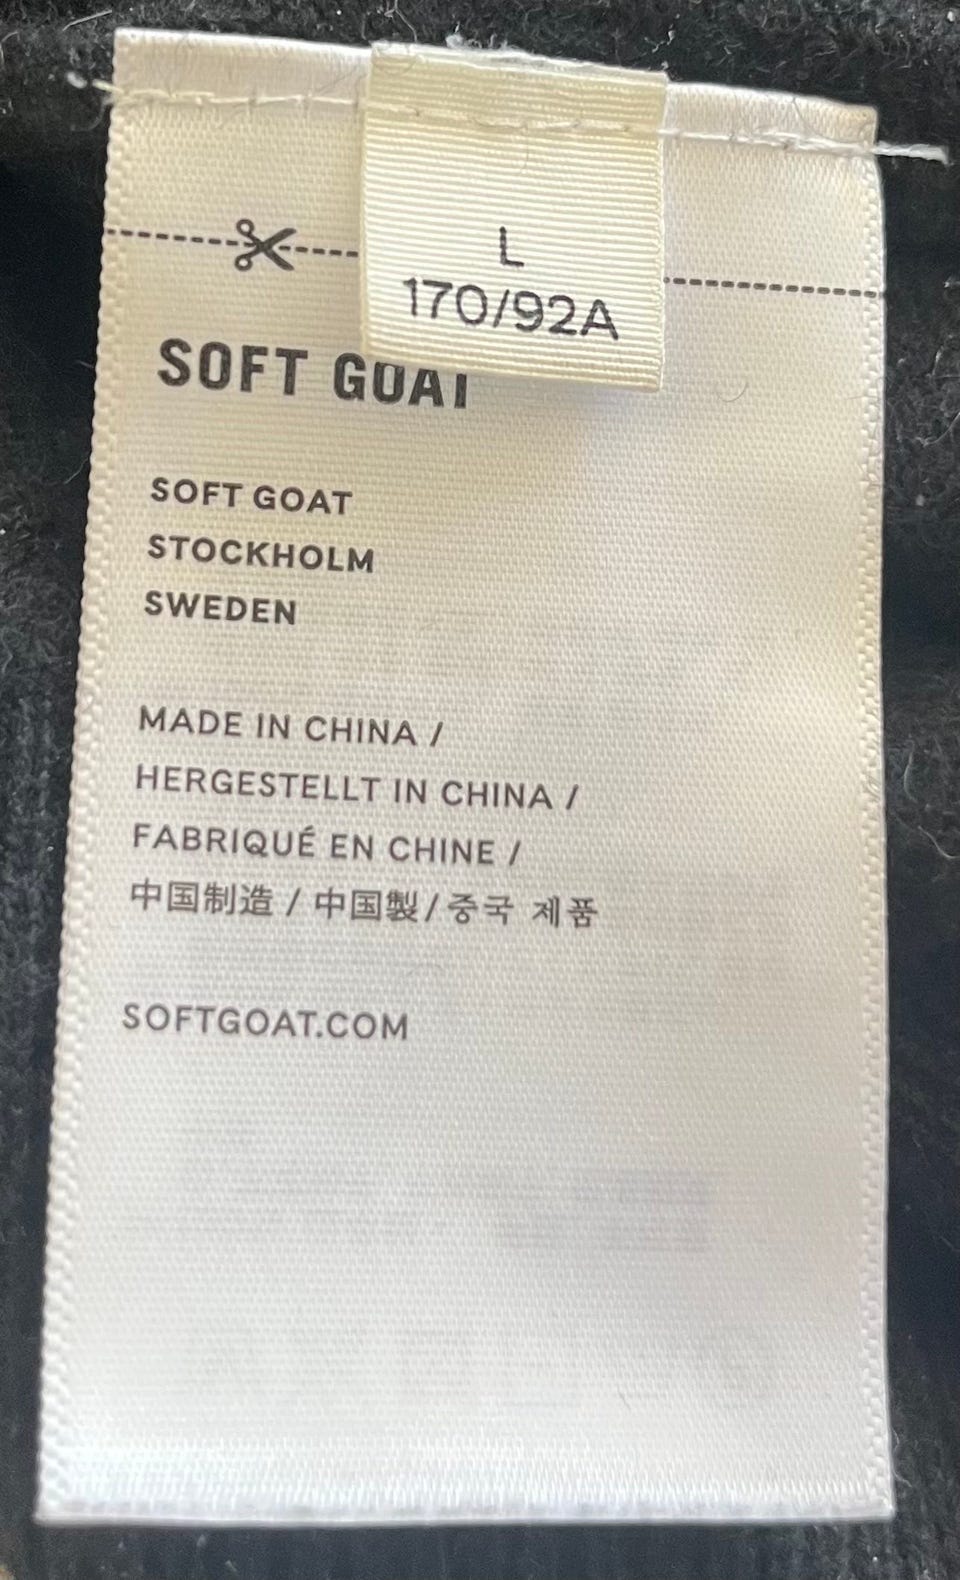 L
170/92A
SOFT GOAT
SOFT GOAT
STOCKHOLM
SWEDEN
MADE IN CHINA /
HERGESTELLT IN CHINA /
FABRIQUÉ EN CHINE /
中国制造 / 中国製 / 중국 제품
SOFTGOAT.COM